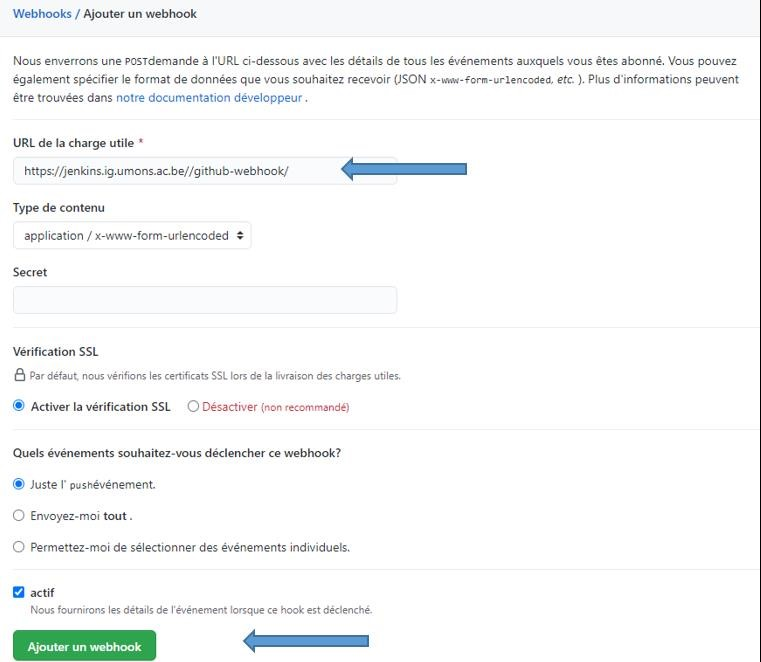 Webhooks / Ajouter un webhook
Nous enverrons une POSTdemande à l'URL ci-dessous avec les détails de tous les événements auxquels vous êtes abonné. Vous pouvez
également spécifier le format de données que vous souhaitez recevoir (JSON x-www-form-urlencoded, etc. ). Plus d'informations peuvent
être trouvées dans notre documentation développeur .
URL de la charge utile *
https://jenkins.ig.umons.ac.be//github-webhook/
Type de contenu
application / x-www-form-urlencoded
Secret
Vérification SSL
Par défaut, nous vérifions les certificats SSL lors de la livraison des charges utiles.
Activer la vérification SSL Désactiver (non recommandé)
Quels événements souhaitez-vous déclencher ce webhook?
Juste l' pushévénement.
Envoyez-moi tout .
Permettez-moi de sélectionner des événements individuels.
actif
Nous fournirons les détails de l'événement lorsque ce hook est déclenché.
Ajouter un webhook